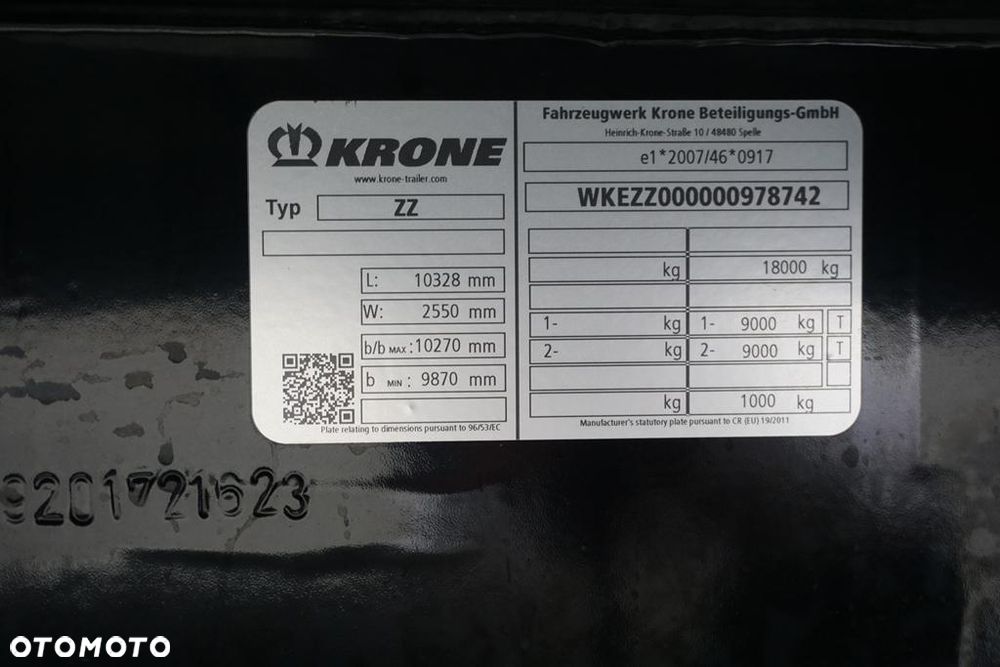 KRONE
www.krone-trailer.com
Typ ZZ
L: 10328 mm
W: 2550 mm
b/b MAX : 10270 mm
b MIN : 9870 mm
Plate relating to dimensions pursuant to 96/53/EC
Fahrzeugwerk Krone Beteiligungs-GmbH
Heinrich-Krone-Straße 10 / 48480 Spelle
e1*2007/46*0917
WKEZZ000000978742
kg 18000 kg
1- kg 1- 9000 kg T
2- kg 2- 9000 kg T
kg 1000 kg
Manufacturer's statutory plate pursuant to CR (EU) 19/2011
OTOMOTO